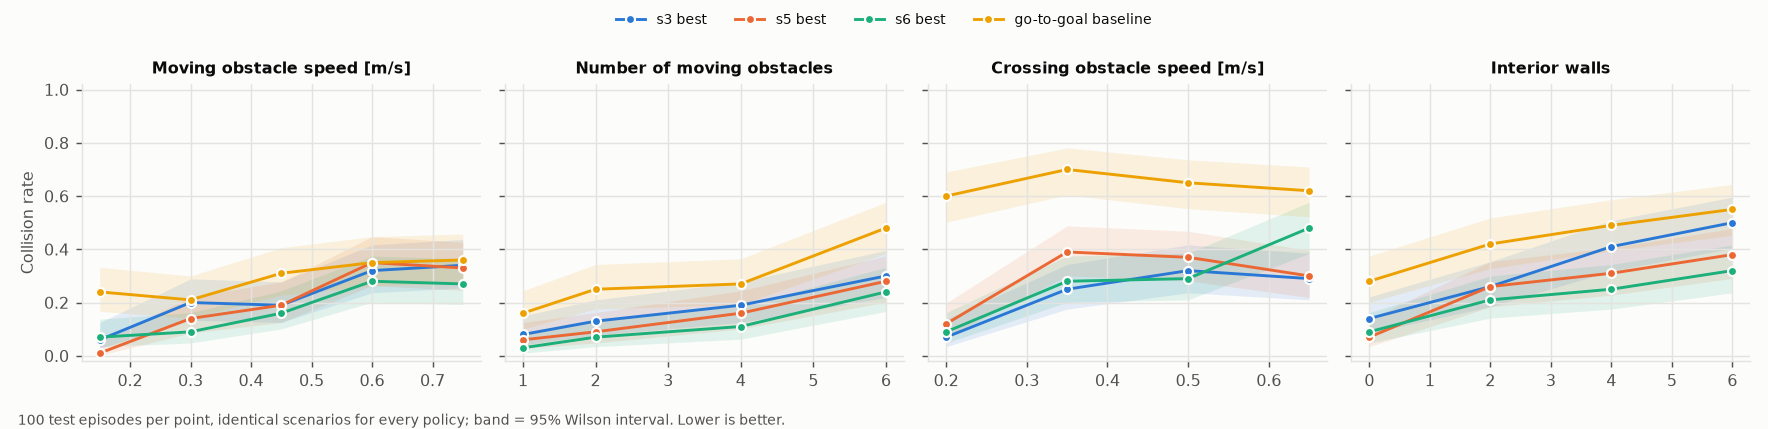 s3 best s5 best s6 best go-to-goal baseline
Moving obstacle speed [m/s] Number of moving obstacles Crossing obstacle speed [m/s] Interior walls
Collision rate
1.0
0.8
0.6
0.4
0.2
0.0
0.2 0.3 0.4 0.5 0.6 0.7 1 2 3 4 5 6 0.2 0.3 0.4 0.5 0.6 0 1 2 3 4 5 6
100 test episodes per point, identical scenarios for every policy; band = 95% Wilson interval. Lower is better.